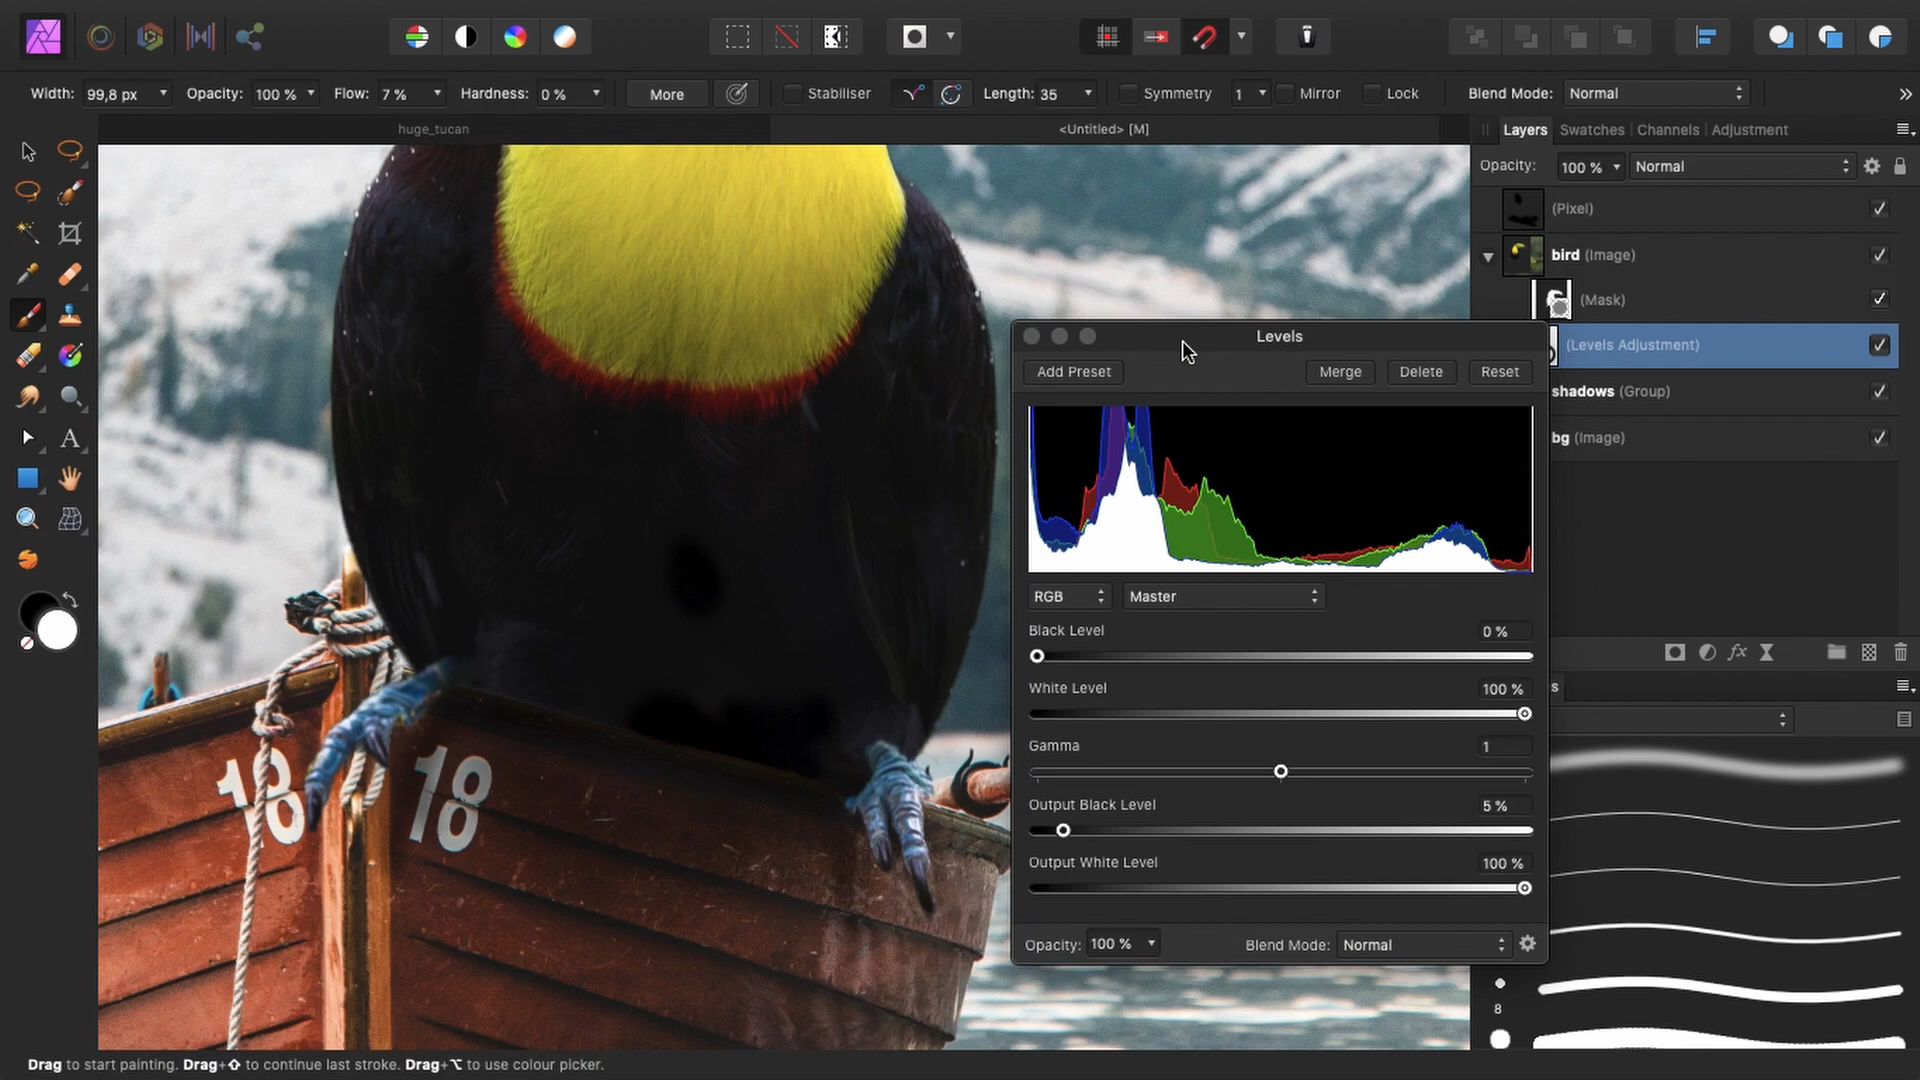 Width: 99,8 px Opacity: 100 % Flow: 7 % Hardness: 0 % More Stabiliser Length: 35 Symmetry 1 Mirror Lock Blend Mode: Normal
huge_tucan <Untitled> [M]
Layers Swatches Channels Adjustment
Opacity: 100 % Normal
(Pixel)
bird (Image)
(Mask)
(Levels Adjustment)
shadows (Group)
bg (Image)
Levels
Add Preset Merge Delete Reset
RGB Master
Black Level 0 %
White Level 100 %
Gamma 1
Output Black Level 5 %
Output White Level 100 %
Opacity: 100 % Blend Mode: Normal
A
fx
s
8
18 18
Drag to start painting. Drag+⇧ to continue last stroke. Drag+⌥ to use colour picker.